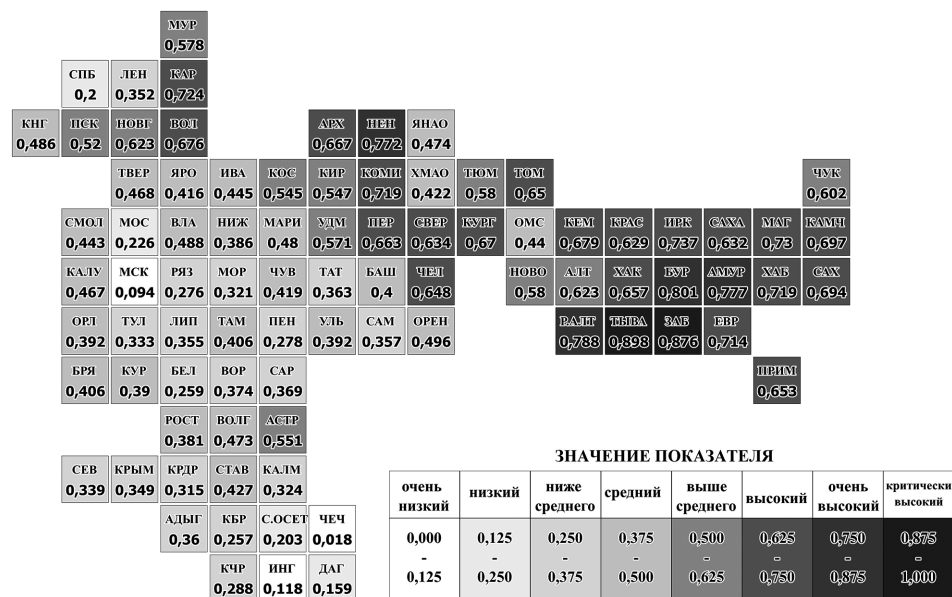 МУР
0,578
СПБ ЛЕН КАР
0,2 0,352 0,724
КНГ ПСК НОВГ ВОЛ АРХ НЕН ЯНАО
0,486 0,52 0,623 0,676 0,667 0,772 0,474
ТВЕР ЯРО ИВА КОС КИР КОМИ ХМАО ТЮМ ТОМ ЧУК
0,468 0,416 0,445 0,545 0,547 0,719 0,422 0,58 0,65 0,602
СМОЛ МОС ВЛА НИЖ МАРИ УДМ ПЕР СВЕР КУРГ ОМС КЕМ КРАС ИРК САХА МАГ КАМЧ
0,443 0,226 0,488 0,386 0,48 0,571 0,663 0,634 0,67 0,44 0,679 0,629 0,737 0,632 0,73 0,697
КАЛУ МСК РЯЗ МОР ЧУВ ТАТ БАШ ЧЕЛ НОВО АЛТ ХАК БУР АМУР ХАБ САХ
0,467 0,094 0,276 0,321 0,419 0,363 0,4 0,648 0,58 0,623 0,657 0,801 0,777 0,719 0,694
ОРЛ ТУЛ ЛИП ТАМ ПЕН УЛЬ САМ ОРЕН Р.АЛТ ТЫВА ЗАБ ЕВР
0,392 0,333 0,355 0,406 0,278 0,392 0,357 0,496 0,788 0,898 0,876 0,714
БРЯ КУР БЕЛ ВОР САР ПРИМ
0,406 0,39 0,259 0,374 0,369 0,653
РОСТ ВОЛГ АСТР
0,381 0,473 0,551
СЕВ КРЫМ КРДР СТАВ КАЛМ
0,339 0,349 0,315 0,427 0,324
АДЫГ КБР С.ОСЕТ ЧЕЧ
0,36 0,257 0,203 0,018
КЧР ИНГ ДАГ
0,288 0,118 0,159
ЗНАЧЕНИЕ ПОКАЗАТЕЛЯ
очень низкий низкий ниже среднего средний выше среднего высокий очень высокий критически высокий
0,000 0,125 0,250 0,375 0,500 0,625 0,750 0,875
- - - - - - - -
0,125 0,250 0,375 0,500 0,625 0,750 0,875 1,000